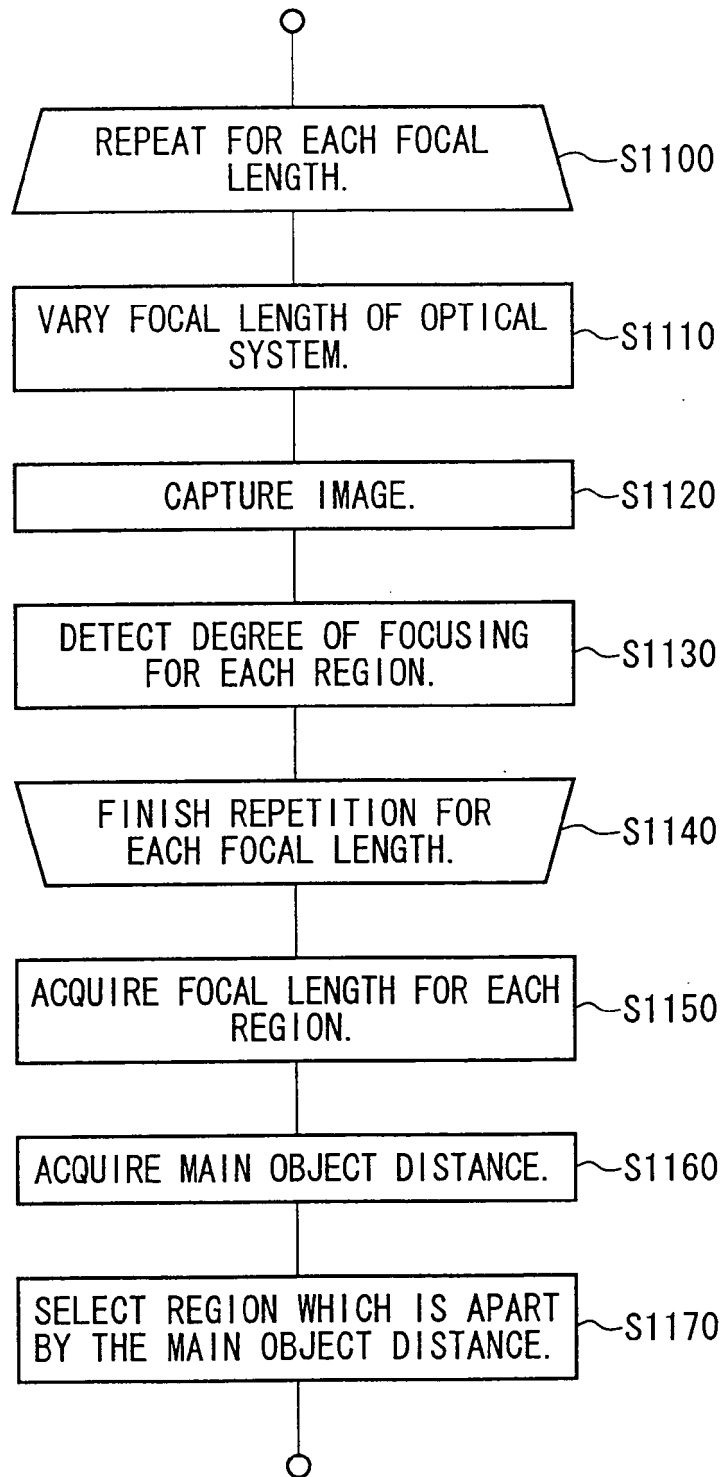 REPEAT FOR EACH FOCAL
LENGTH.
S1100
VARY FOCAL LENGTH OF OPTICAL
SYSTEM.
S1110
CAPTURE IMAGE.
S1120
DETECT DEGREE OF FOCUSING
FOR EACH REGION.
S1130
FINISH REPETITION FOR
EACH FOCAL LENGTH.
S1140
ACQUIRE FOCAL LENGTH FOR EACH
REGION.
S1150
ACQUIRE MAIN OBJECT DISTANCE.
S1160
SELECT REGION WHICH IS APART
BY THE MAIN OBJECT DISTANCE.
S1170